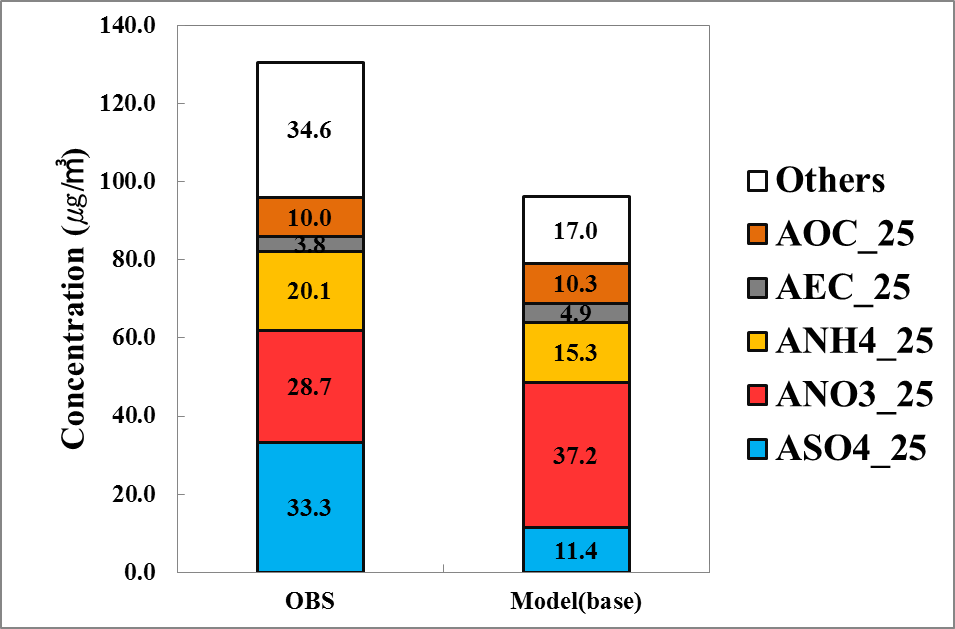 Concentration (㎍/㎥)
140.0
120.0
100.0
80.0
60.0
40.0
20.0
0.0
34.6
10.0
3.8
20.1
28.7
33.3
17.0
10.3
4.9
15.3
37.2
11.4
OBS
Model(base)
Others
AOC_25
AEC_25
ANH4_25
ANO3_25
ASO4_25